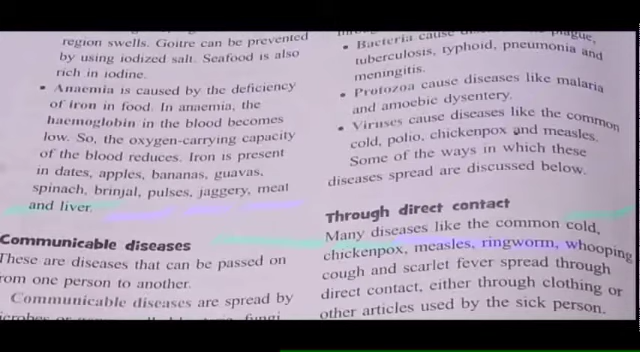 region swells. Goitre can be prevented
by using iodized salt. Seafood is also
rich in iodine.
• Anaemia is caused by the deficiency
of iron in food. In anaemia, the
haemoglobin in the blood becomes
low. So, the oxygen-carrying capacity
of the blood reduces. Iron is present
in dates, apples, bananas, guavas,
spinach, brinjal, pulses, jaggery, meat
and liver.
Communicable diseases
These are diseases that can be passed on
from one person to another.
Communicable diseases are spread by
fungi
• Bacteria cause plague,
tuberculosis, typhoid, pneumonia and
meningitis.
• Protozoa cause diseases like malaria
and amoebic dysentery.
• Viruses cause diseases like the common
cold, polio, chickenpox and measles.
Some of the ways in which these
diseases spread are discussed below.
Through direct contact
Many diseases like the common cold,
chickenpox, measles, ringworm, whooping
cough and scarlet fever spread through
direct contact, either through clothing or
other articles used by the sick person.